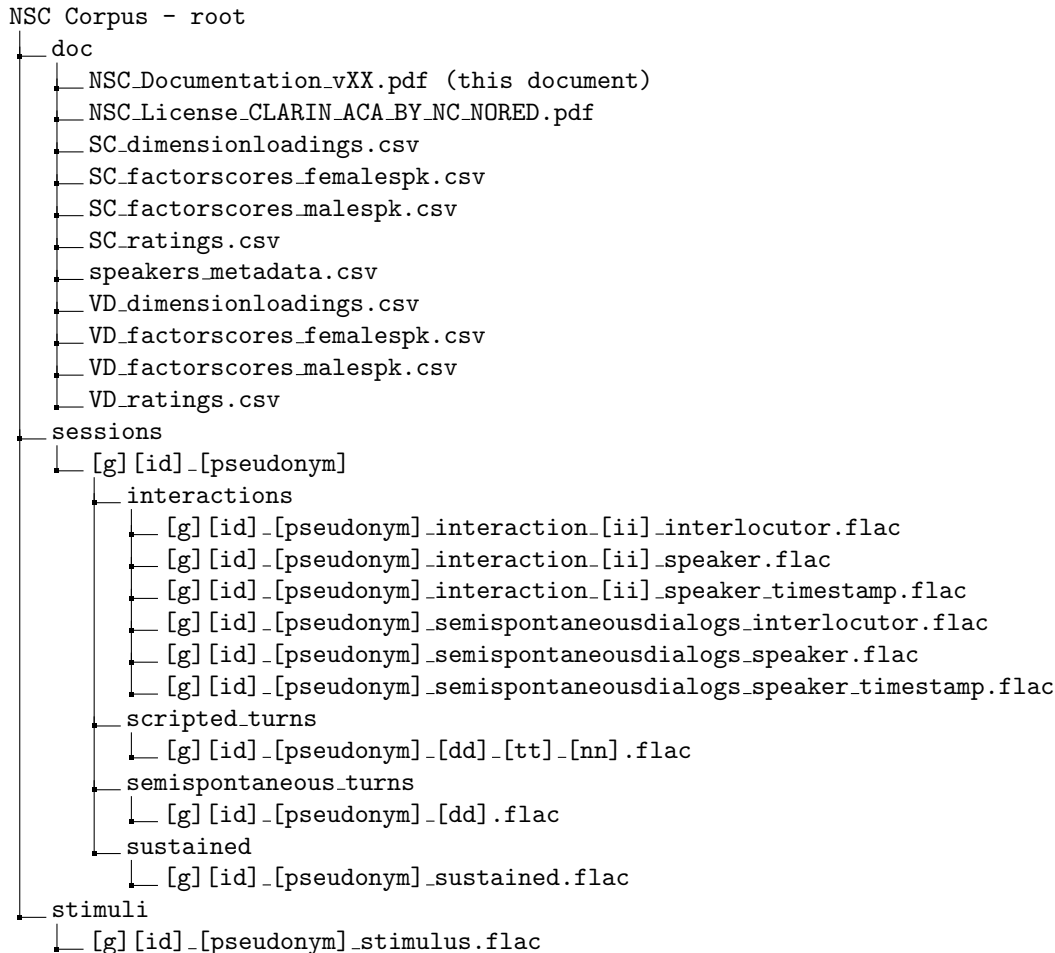 NSC Corpus - root
doc
NSC_Documentation_vXX.pdf (this document)
NSC_License_CLARIN_ACA_BY_NC_NORED.pdf
SC_dimensionloadings.csv
SC_factorscores_femalespk.csv
SC_factorscores_malespk.csv
SC_ratings.csv
speakers_metadata.csv
VD_dimensionloadings.csv
VD_factorscores_femalespk.csv
VD_factorscores_malespk.csv
VD_ratings.csv
sessions
[g][id]_[pseudonym]
interactions
[g][id]_[pseudonym]_interaction_[ii]_interlocutor.flac
[g][id]_[pseudonym]_interaction_[ii]_speaker.flac
[g][id]_[pseudonym]_interaction_[ii]_speaker_timestamp.flac
[g][id]_[pseudonym]_semispontaneousdialogs_interlocutor.flac
[g][id]_[pseudonym]_semispontaneousdialogs_speaker.flac
[g][id]_[pseudonym]_semispontaneousdialogs_speaker_timestamp.flac
scripted_turns
[g][id]_[pseudonym]_[dd]_[tt]_[nn].flac
semispontaneous_turns
[g][id]_[pseudonym]_[dd].flac
sustained
[g][id]_[pseudonym]_sustained.flac
stimuli
[g][id]_[pseudonym]_stimulus.flac